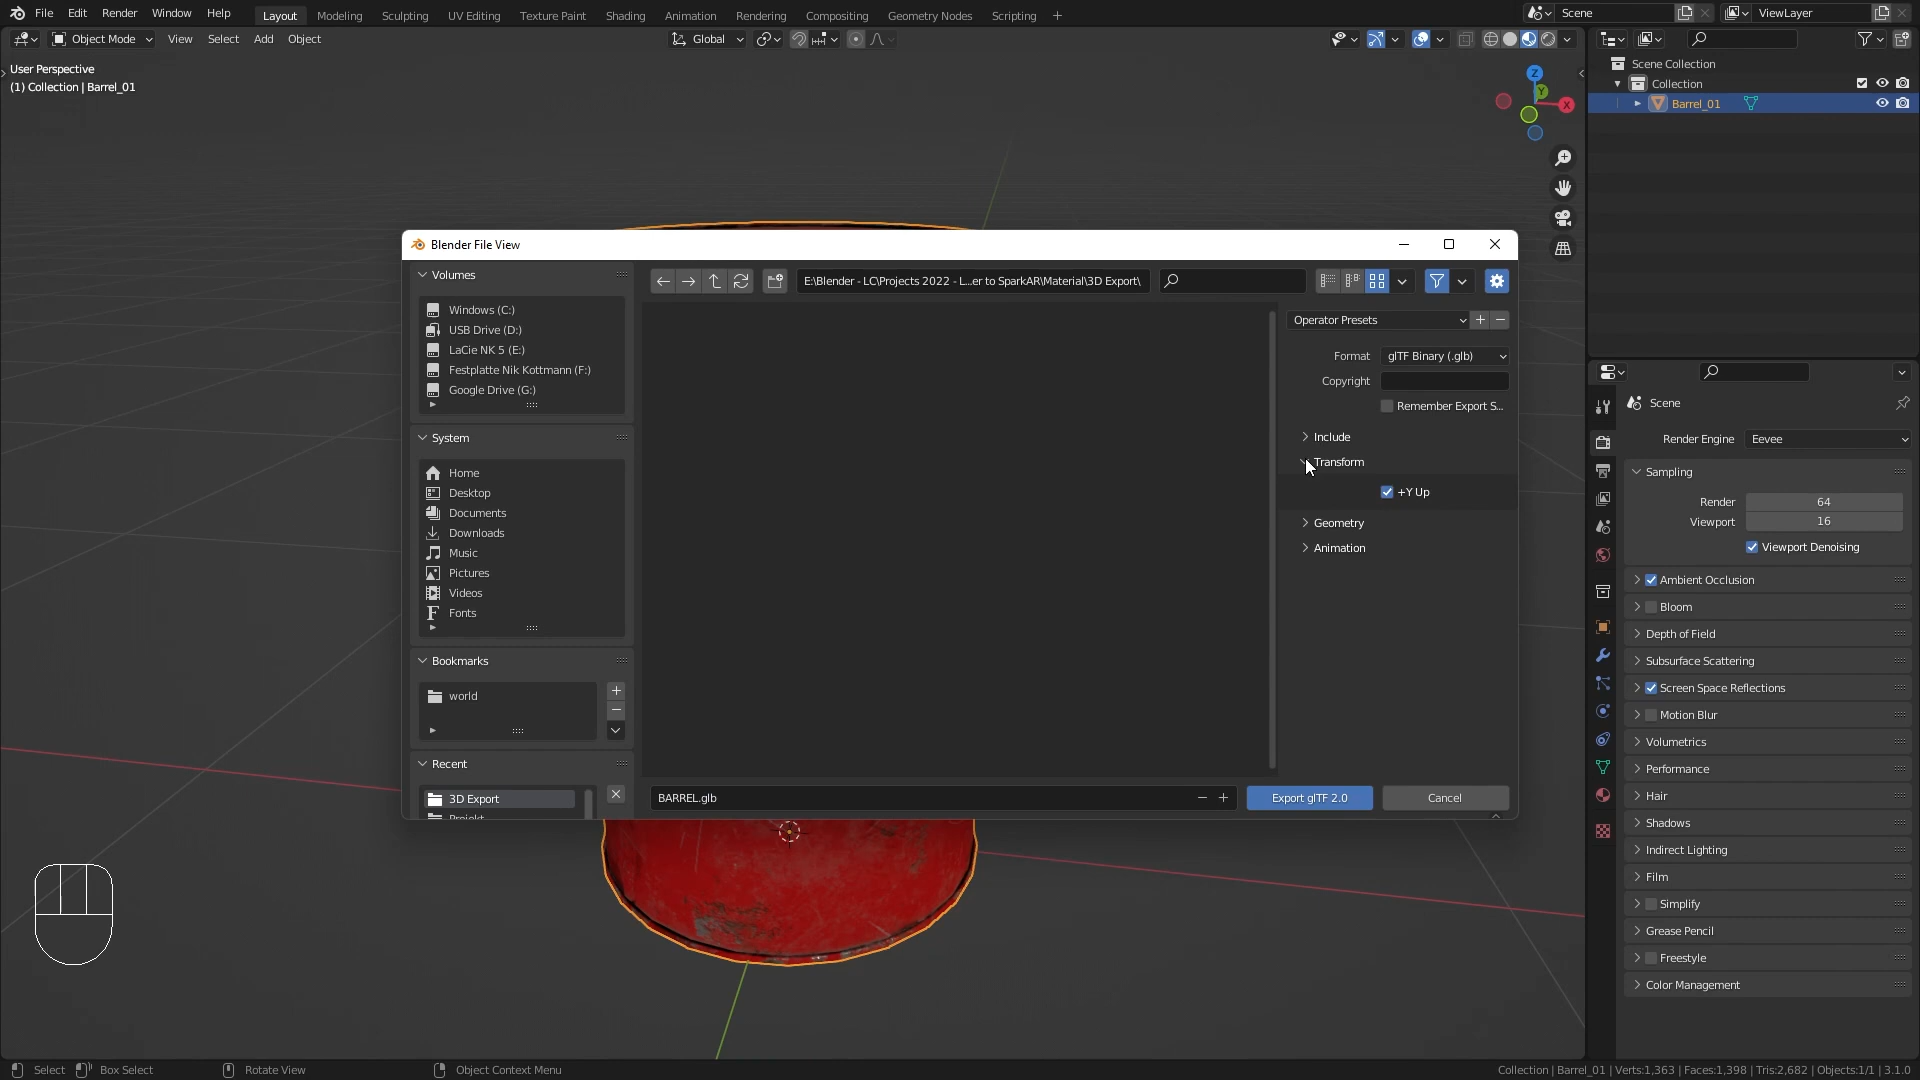 File Edit Render Window Help Layout Modeling Sculpting UV Editing Texture Paint Shading Animation Rendering Compositing Geometry Nodes Scripting + Scene ViewLayer
Object Mode View Select Add Object Global
User Perspective
(1) Collection | Barrel_01
Z
Y
X
Scene Collection
Collection
Barrel_01
Blender File View
Volumes
Windows (C:)
USB Drive (D:)
LaCie NK 5 (E:)
Festplatte Nik Kottmann (F:)
Google Drive (G:)
System
Home
Desktop
Documents
Downloads
Music
Pictures
Videos
Fonts
Bookmarks
world
Recent
3D Export
Projekt
E:\Blender - LC\Projects 2022 - L...er to SparkAR\Material\3D Export\
BARREL.glb
Operator Presets
Format glTF Binary (.glb)
Copyright
Remember Export S...
Include
Transform
+Y Up
Geometry
Animation
Export glTF 2.0 Cancel
Scene
Render Engine Eevee
Sampling
Render 64
Viewport 16
Viewport Denoising
Ambient Occlusion
Bloom
Depth of Field
Subsurface Scattering
Screen Space Reflections
Motion Blur
Volumetrics
Performance
Hair
Shadows
Indirect Lighting
Film
Simplify
Grease Pencil
Freestyle
Color Management
Select Box Select Rotate View Object Context Menu Collection | Barrel_01 | Verts:1,363 | Faces:1,398 | Tris:2,682 | Objects:1/1 | 3.1.0